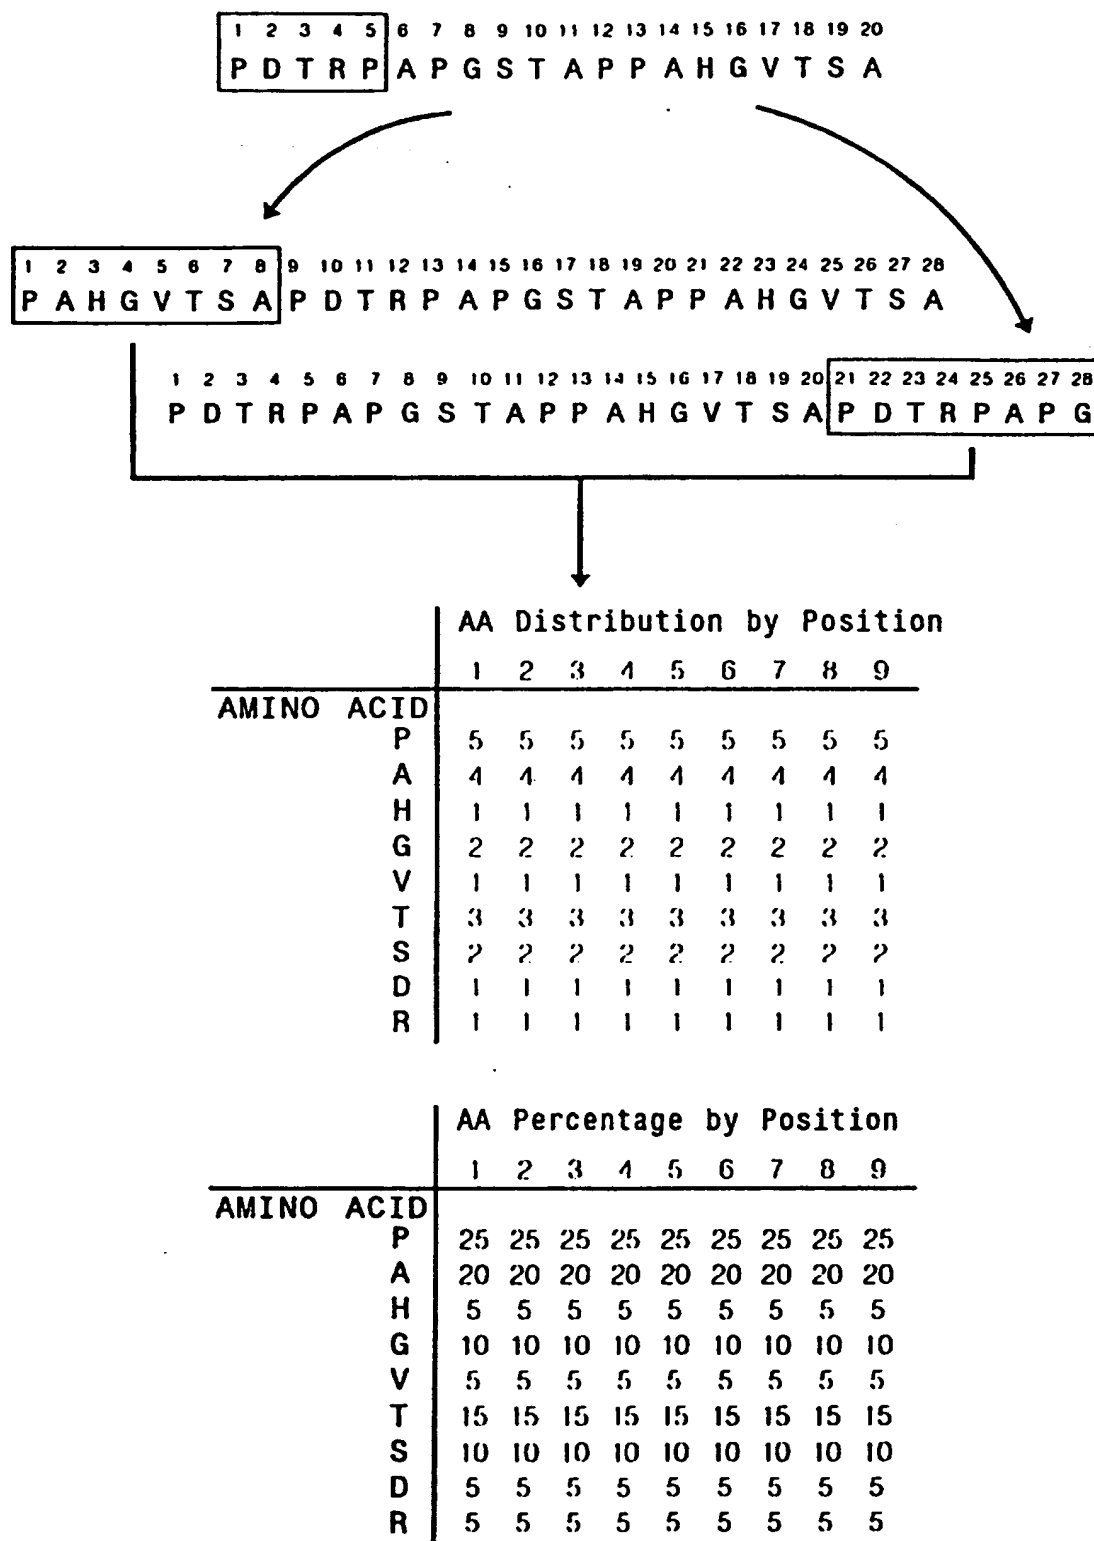 1 2 3 4 5 6 7 8 9 10 11 12 13 14 15 16 17 18 19 20
P D T R P A P G S T A P P A H G V T S A
1 2 3 4 5 6 7 8 9 10 11 12 13 14 15 16 17 18 19 20 21 22 23 24 25 26 27 28
P A H G V T S A P D T R P A P G S T A P P A H G V T S A
1 2 3 4 5 6 7 8 9 10 11 12 13 14 15 16 17 18 19 20 21 22 23 24 25 26 27 28
P D T R P A P G S T A P P A H G V T S A P D T R P A P G
AA Distribution by Position
1 2 3 4 5 6 7 8 9
AMINO ACID
P 5 5 5 5 5 5 5 5 5
A 4 4 4 4 4 4 4 4 4
H 1 1 1 1 1 1 1 1 1
G 2 2 2 2 2 2 2 2 2
V 1 1 1 1 1 1 1 1 1
T 3 3 3 3 3 3 3 3 3
S 2 2 2 2 2 2 2 2 2
D 1 1 1 1 1 1 1 1 1
R 1 1 1 1 1 1 1 1 1
AA Percentage by Position
1 2 3 4 5 6 7 8 9
AMINO ACID
P 25 25 25 25 25 25 25 25 25
A 20 20 20 20 20 20 20 20 20
H 5 5 5 5 5 5 5 5 5
G 10 10 10 10 10 10 10 10 10
V 5 5 5 5 5 5 5 5 5
T 15 15 15 15 15 15 15 15 15
S 10 10 10 10 10 10 10 10 10
D 5 5 5 5 5 5 5 5 5
R 5 5 5 5 5 5 5 5 5